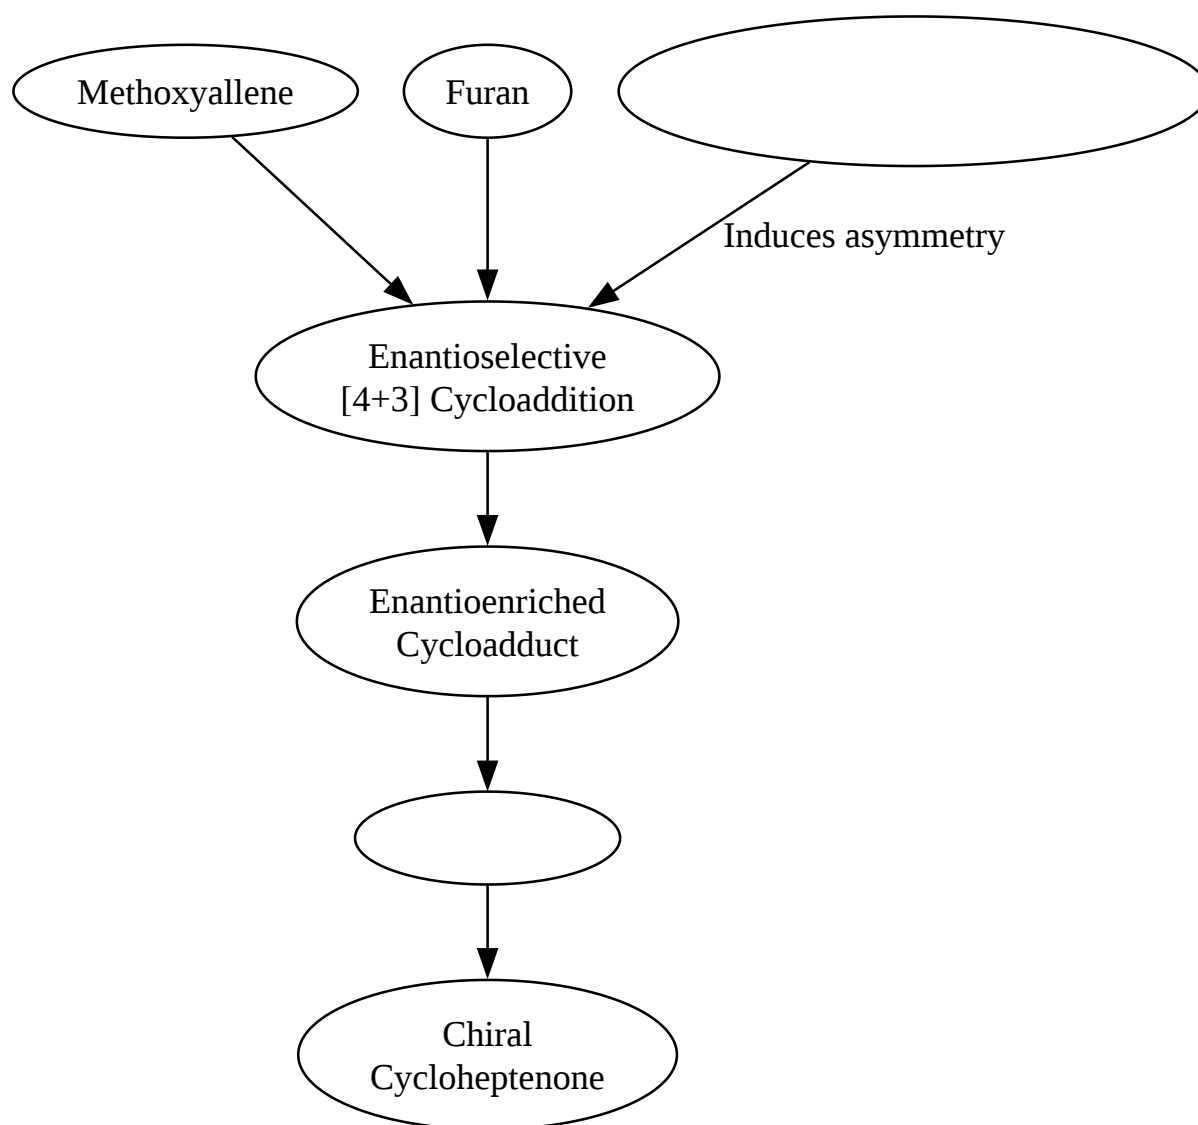 Methoxyallene
Furan
Induces asymmetry
Enantioselective
[4+3] Cycloaddition
Enantioenriched
Cycloadduct
Chiral
Cycloheptenone